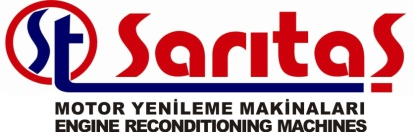 St SarıtaŞ
MOTOR YENİLEME MAKİNALARI
ENGINE RECONDITIONING MACHINES